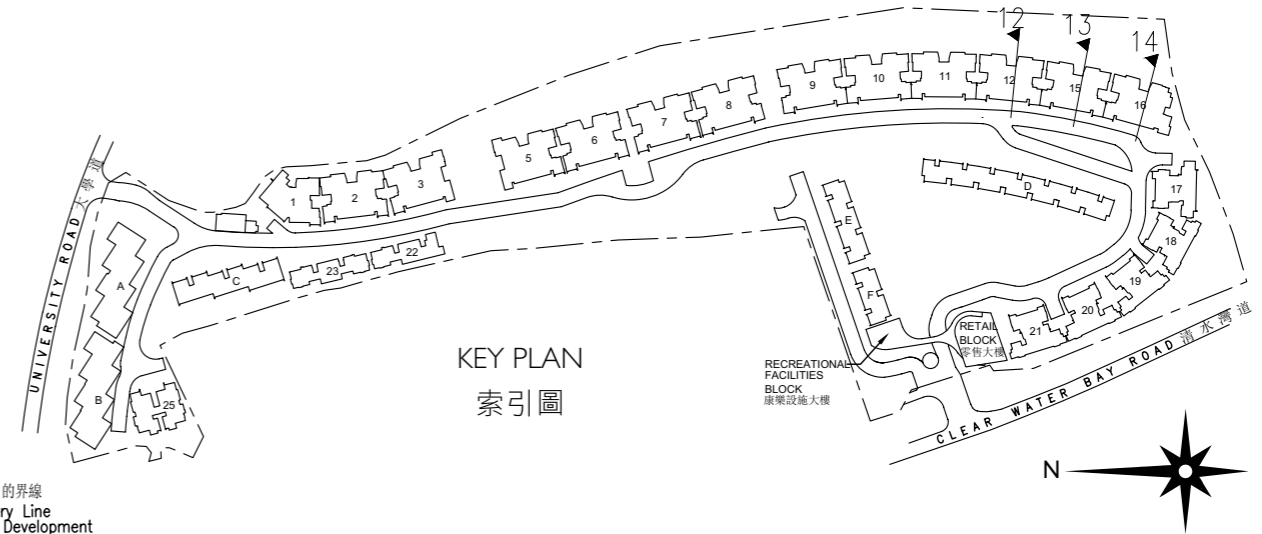 12
13
14
9
10
11
12
15
16
8
7
6
5
3
2
1
17
18
19
20
21
D
E
F
22
23
C
A
B
25
UNIVERSITY ROAD 大學道
KEY PLAN
索引圖
RETAIL
BLOCK
零售大樓
RECREATIONAL
FACILITIES
BLOCK
康樂設施大樓
CLEAR WATER BAY ROAD 清水灣道
N
的界線
ry Line
Development